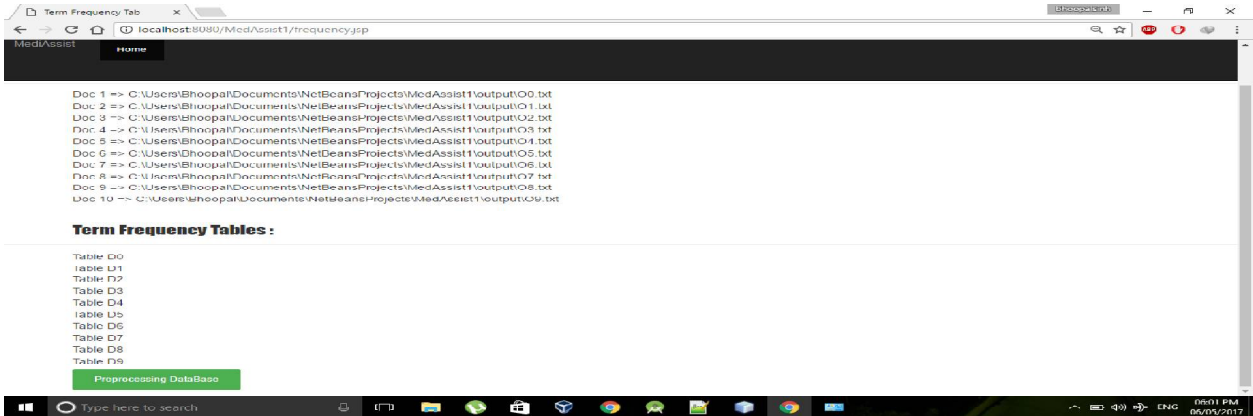 Term Frequency Tab
Bhoopalsinh
localhost:8080/MedAssist1/frequency.jsp
MediAssist
Home
Doc 1 => C:\Users\Bhoopal\Documents\NetBeansProjects\MedAssist1\output\O0.txt
Doc 2 => C:\Users\Bhoopal\Documents\NetBeansProjects\MedAssist1\output\O1.txt
Doc 3 => C:\Users\Bhoopal\Documents\NetBeansProjects\MedAssist1\output\O2.txt
Doc 4 => C:\Users\Bhoopal\Documents\NetBeansProjects\MedAssist1\output\O3.txt
Doc 5 => C:\Users\Bhoopal\Documents\NetBeansProjects\MedAssist1\output\O4.txt
Doc 6 => C:\Users\Bhoopal\Documents\NetBeansProjects\MedAssist1\output\O5.txt
Doc 7 => C:\Users\Bhoopal\Documents\NetBeansProjects\MedAssist1\output\O6.txt
Doc 8 => C:\Users\Bhoopal\Documents\NetBeansProjects\MedAssist1\output\O7.txt
Doc 9 => C:\Users\Bhoopal\Documents\NetBeansProjects\MedAssist1\output\O8.txt
Doc 10 => C:\Users\Bhoopal\Documents\NetBeansProjects\MedAssist1\output\O9.txt
Term Frequency Tables :
Table D0
Table D1
Table D2
Table D3
Table D4
Table D5
Table D6
Table D7
Table D8
Table D9
Preprocessing DataBase
Type here to search
ENG
06:01 PM
06/05/2017